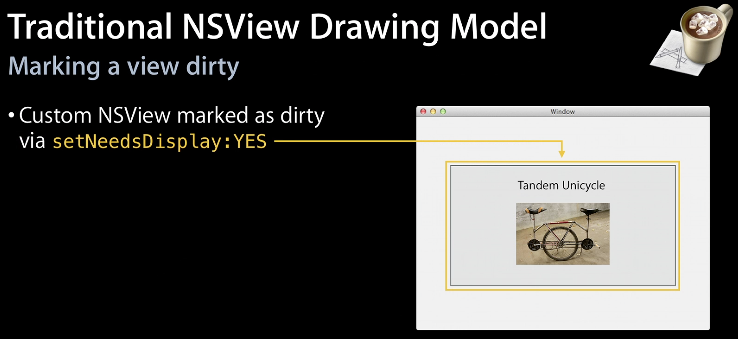 Traditional NSView Drawing Model
Marking a view dirty
• Custom NSView marked as dirty
via setNeedsDisplay:YES
Window
Tandem Unicycle